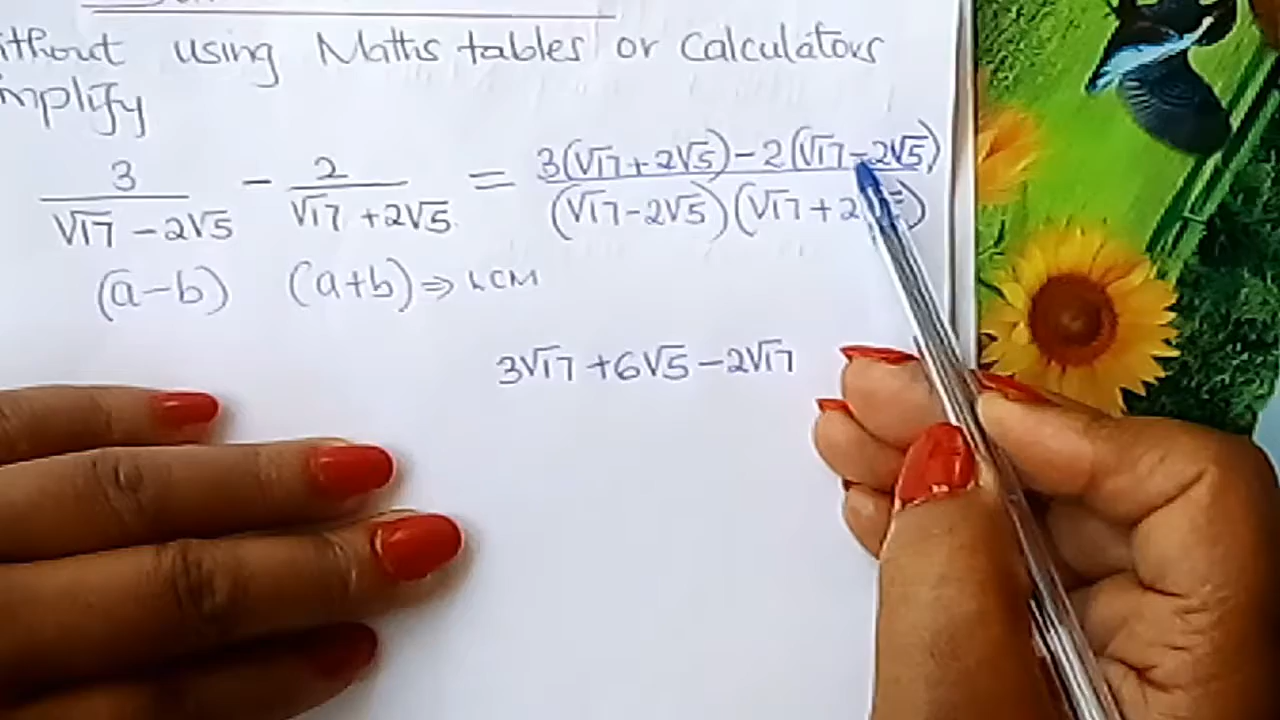 ithout using Maths tables or Calculators
implify
3/(√17 - 2√5) - 2/(√17 + 2√5) = (3(√17 + 2√5) - 2(√17 - 2√5))/((√17 - 2√5)(√17 + 2√5))
(a-b) (a+b) ⇒ LCM
3√17 + 6√5 - 2√17